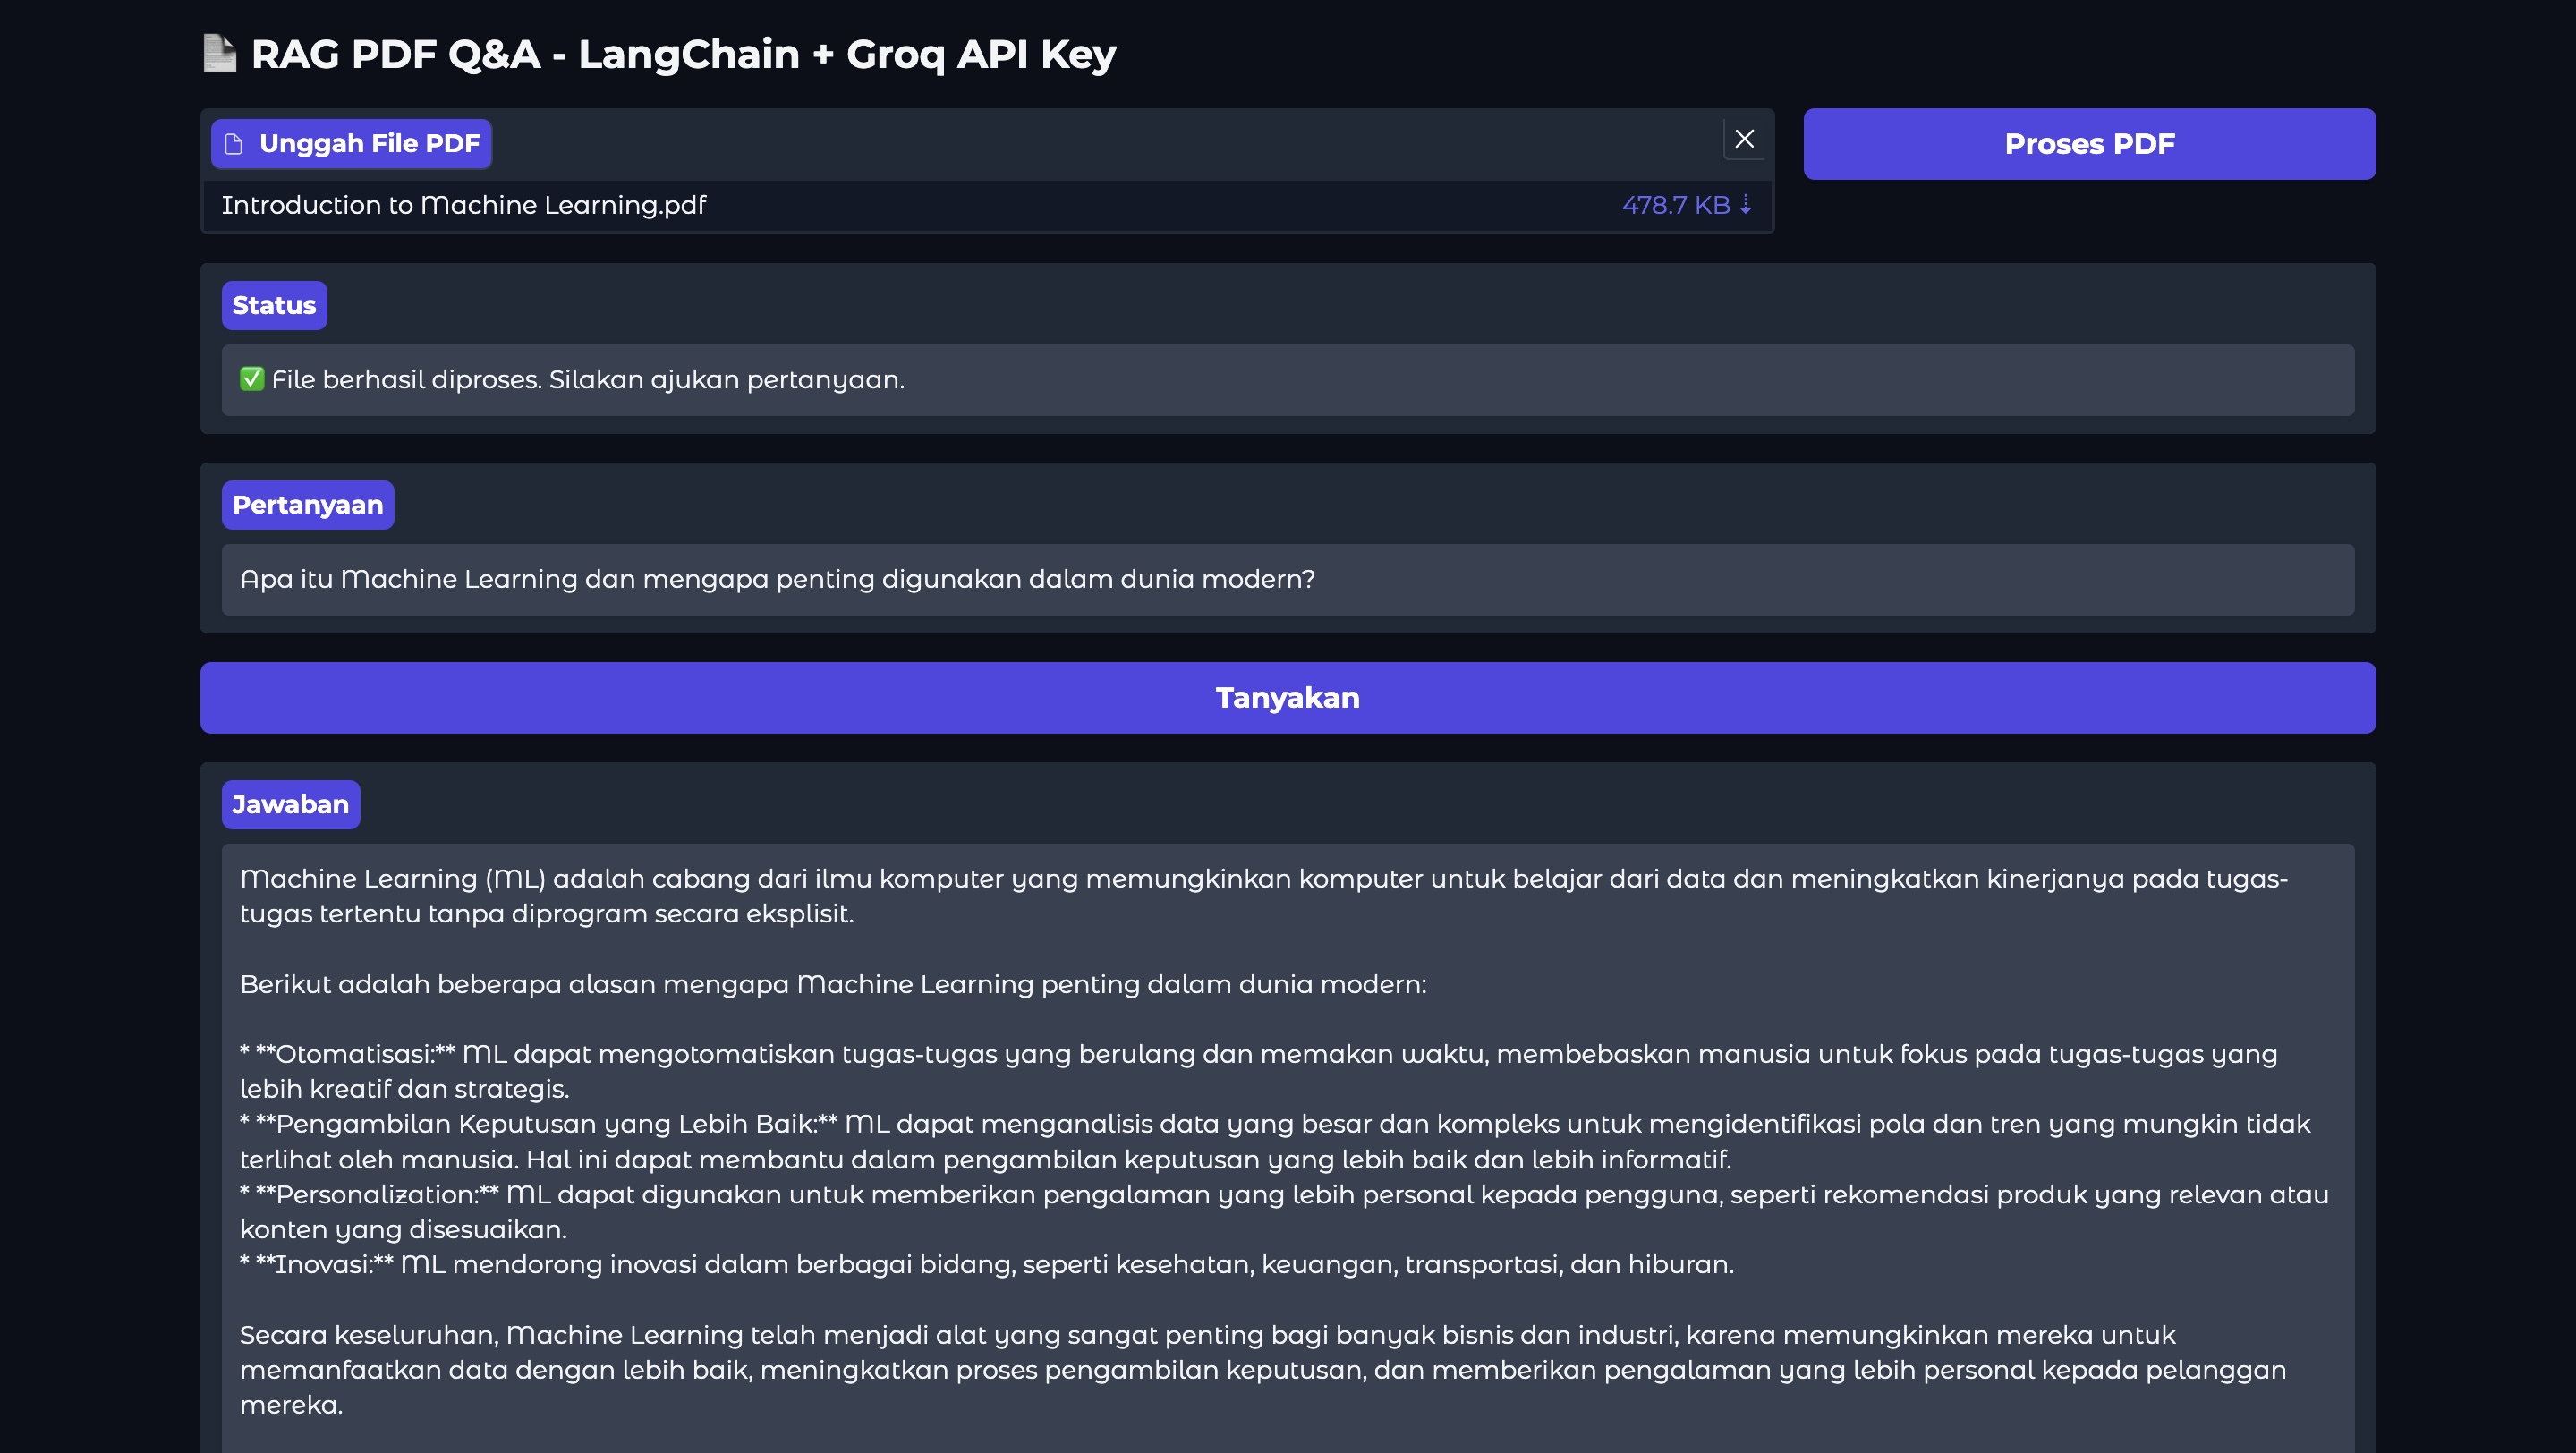 RAG PDF Q&A - LangChain + Groq API Key
Unggah File PDF
Proses PDF
Introduction to Machine Learning.pdf 478.7 KB ⇣
Status
✅ File berhasil diproses. Silakan ajukan pertanyaan.
Pertanyaan
Apa itu Machine Learning dan mengapa penting digunakan dalam dunia modern?
Tanyakan
Jawaban
Machine Learning (ML) adalah cabang dari ilmu komputer yang memungkinkan komputer untuk belajar dari data dan meningkatkan kinerjanya pada tugas-
tugas tertentu tanpa diprogram secara eksplisit.
Berikut adalah beberapa alasan mengapa Machine Learning penting dalam dunia modern:
* **Otomatisasi:** ML dapat mengotomatiskan tugas-tugas yang berulang dan memakan waktu, membebaskan manusia untuk fokus pada tugas-tugas yang
lebih kreatif dan strategis.
* **Pengambilan Keputusan yang Lebih Baik:** ML dapat menganalisis data yang besar dan kompleks untuk mengidentifikasi pola dan tren yang mungkin tidak
terlihat oleh manusia. Hal ini dapat membantu dalam pengambilan keputusan yang lebih baik dan lebih informatif.
* **Personalization:** ML dapat digunakan untuk memberikan pengalaman yang lebih personal kepada pengguna, seperti rekomendasi produk yang relevan atau
konten yang disesuaikan.
* **Inovasi:** ML mendorong inovasi dalam berbagai bidang, seperti kesehatan, keuangan, transportasi, dan hiburan.
Secara keseluruhan, Machine Learning telah menjadi alat yang sangat penting bagi banyak bisnis dan industri, karena memungkinkan mereka untuk
memanfaatkan data dengan lebih baik, meningkatkan proses pengambilan keputusan, dan memberikan pengalaman yang lebih personal kepada pelanggan
mereka.